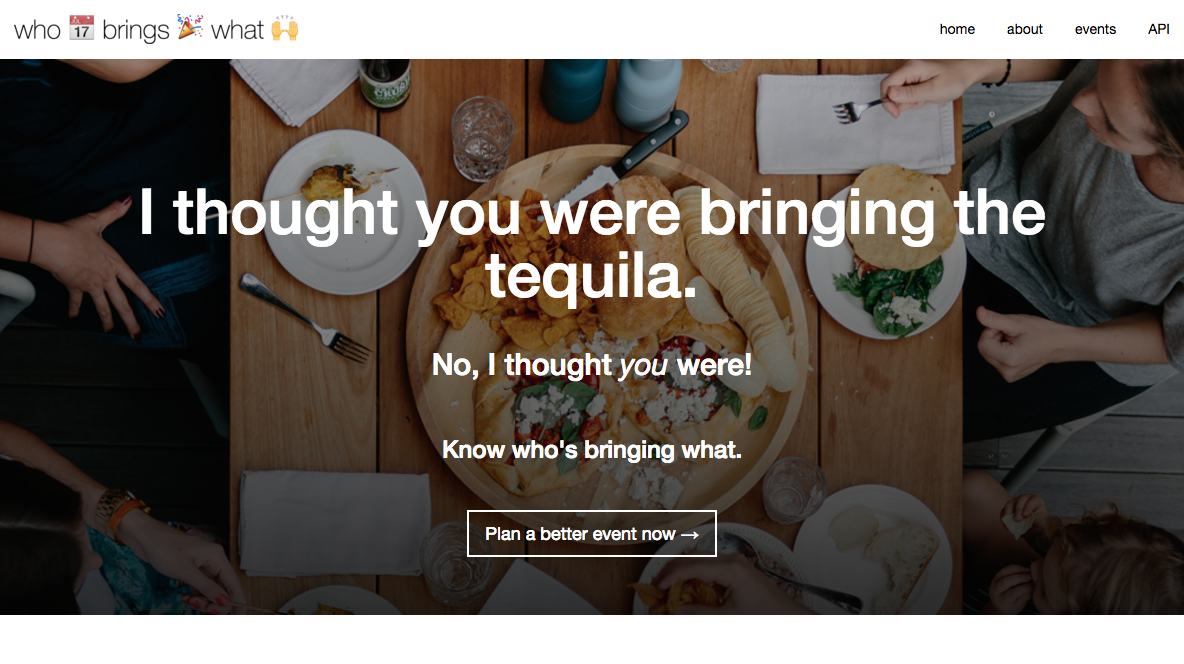 who 📅 brings 🎉 what 🙌
home about events API
I thought you were bringing the
tequila.
No, I thought you were!
Know who's bringing what.
Plan a better event now →